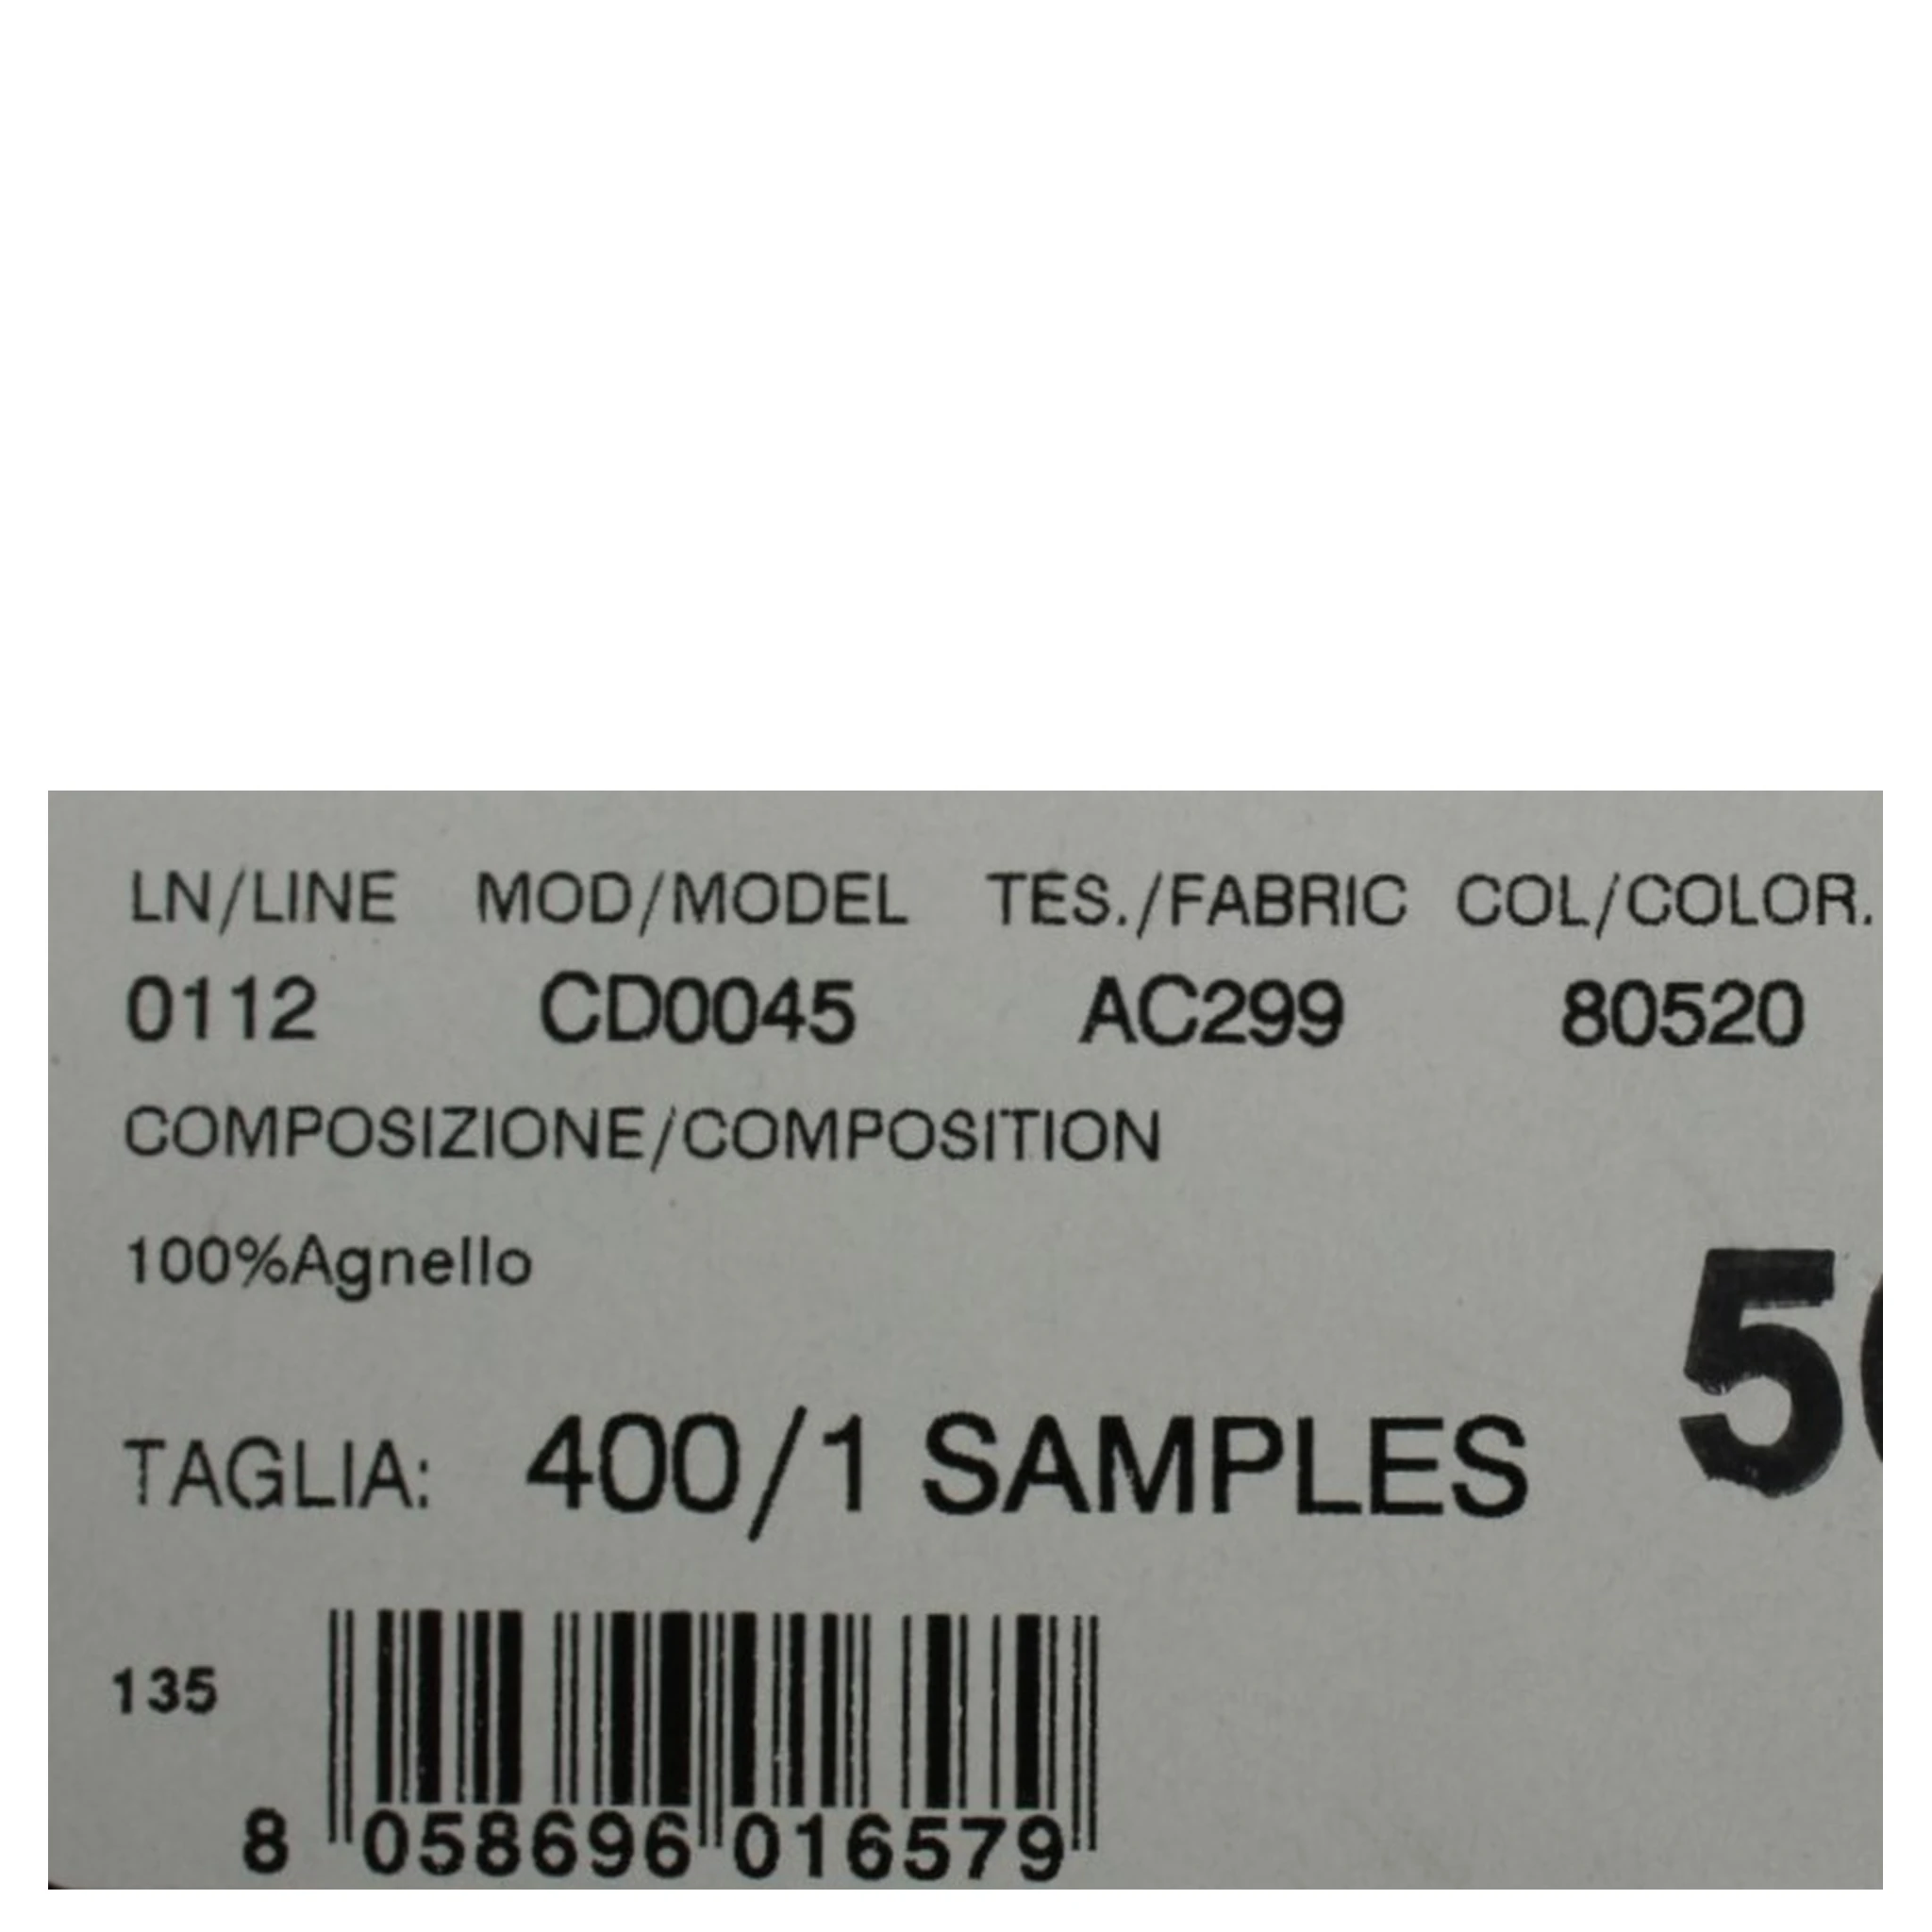 LN/LINE MOD/MODEL TES./FABRIC COL/COLOR.
0112 CD0045 AC299 80520
COMPOSIZIONE/COMPOSITION
100%Agnello
TAGLIA: 400/1 SAMPLES
135
8 058696 016579